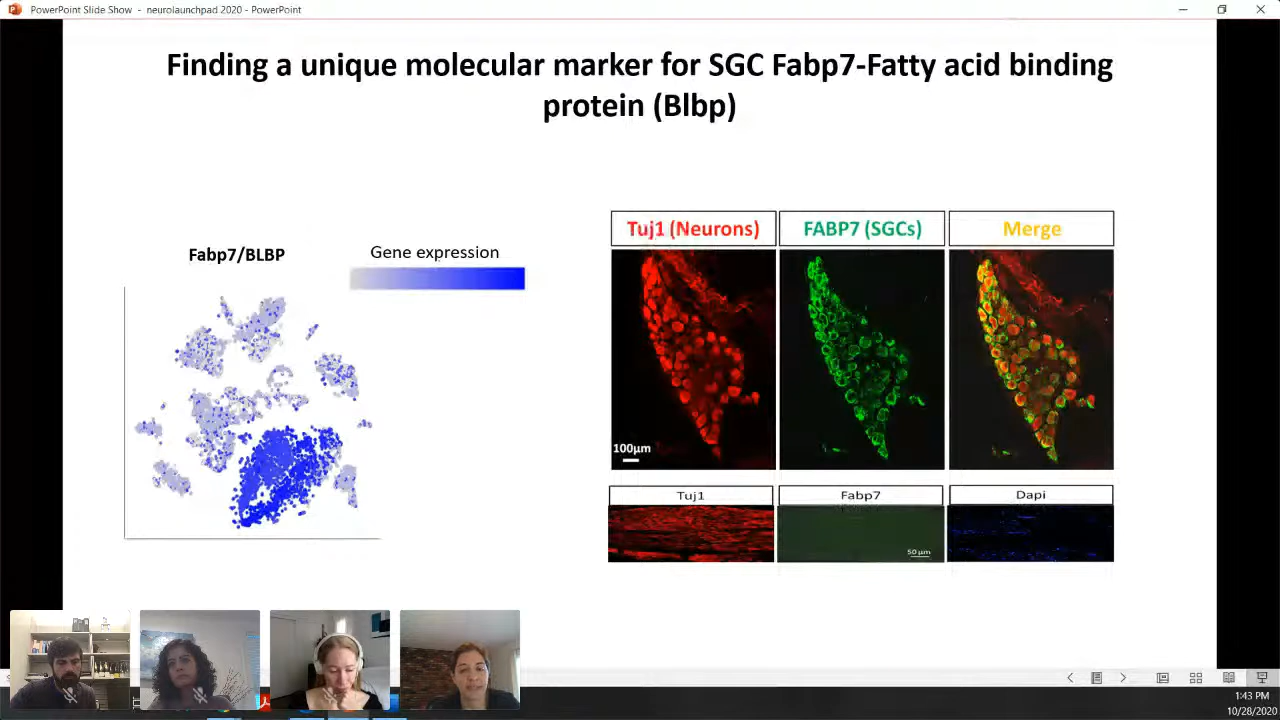 PowerPoint Slide Show - neurolaunchpad 2020 - PowerPoint
Finding a unique molecular marker for SGC Fabp7-Fatty acid binding
protein (Blbp)
Fabp7/BLBP
Gene expression
Tuj1 (Neurons)
FABP7 (SGCs)
Merge
100µm
Tuj1
Fabp7
Dapi
50 µm
1:43 PM
10/28/2020